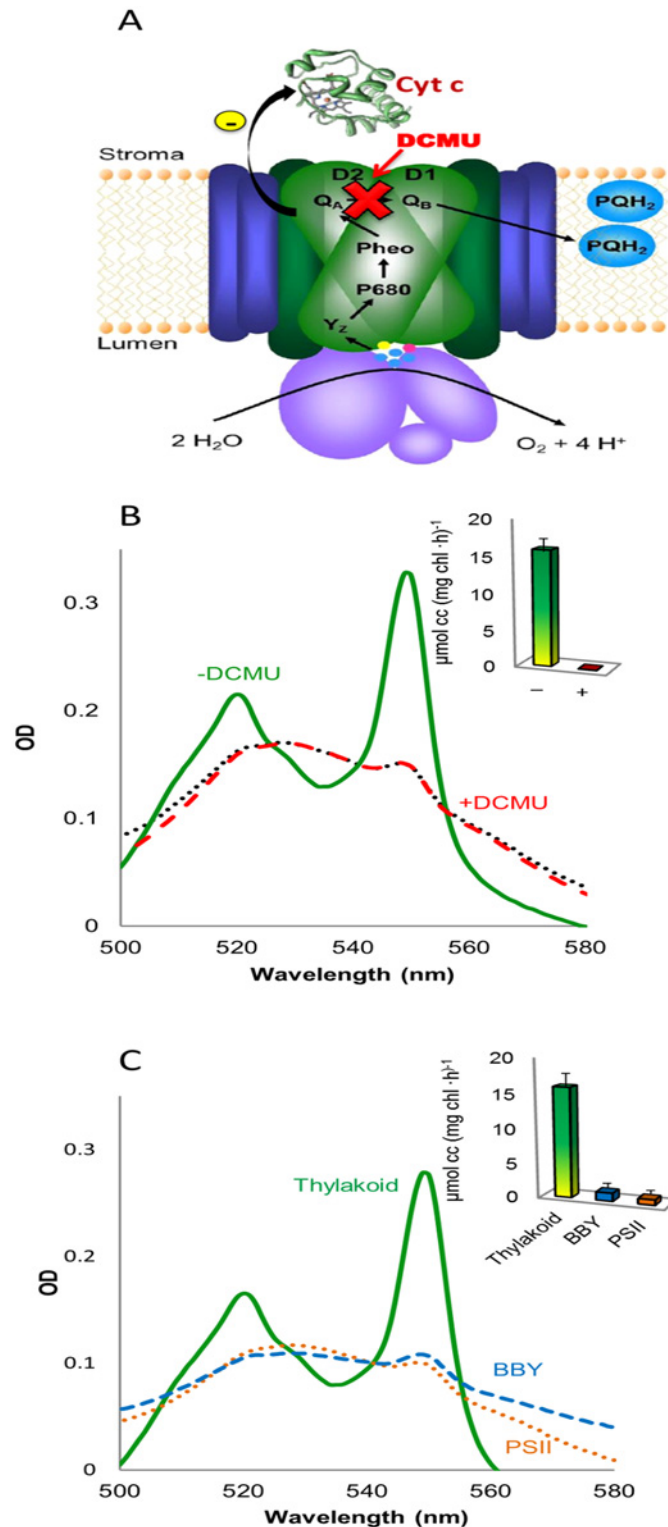 A
Cyt c
-
DCMU
Stroma
D2 D1
QA QB
PQH2
PQH2
Pheo
P680
YZ
Lumen
2 H₂O
O₂ + 4 H⁺
B
µmol cc (mg chl ·h)⁻¹
20
15
10
5
0
− +
0.3
0.2
0.1
0
OD
-DCMU
+DCMU
500 520 540 560 580
Wavelength (nm)
C
µmol cc (mg chl ·h)⁻¹
20
15
10
5
0
Thylakoid
BBY
PSII
0.3
0.2
0.1
0
OD
Thylakoid
BBY
PSII
500 520 540 560 580
Wavelength (nm)